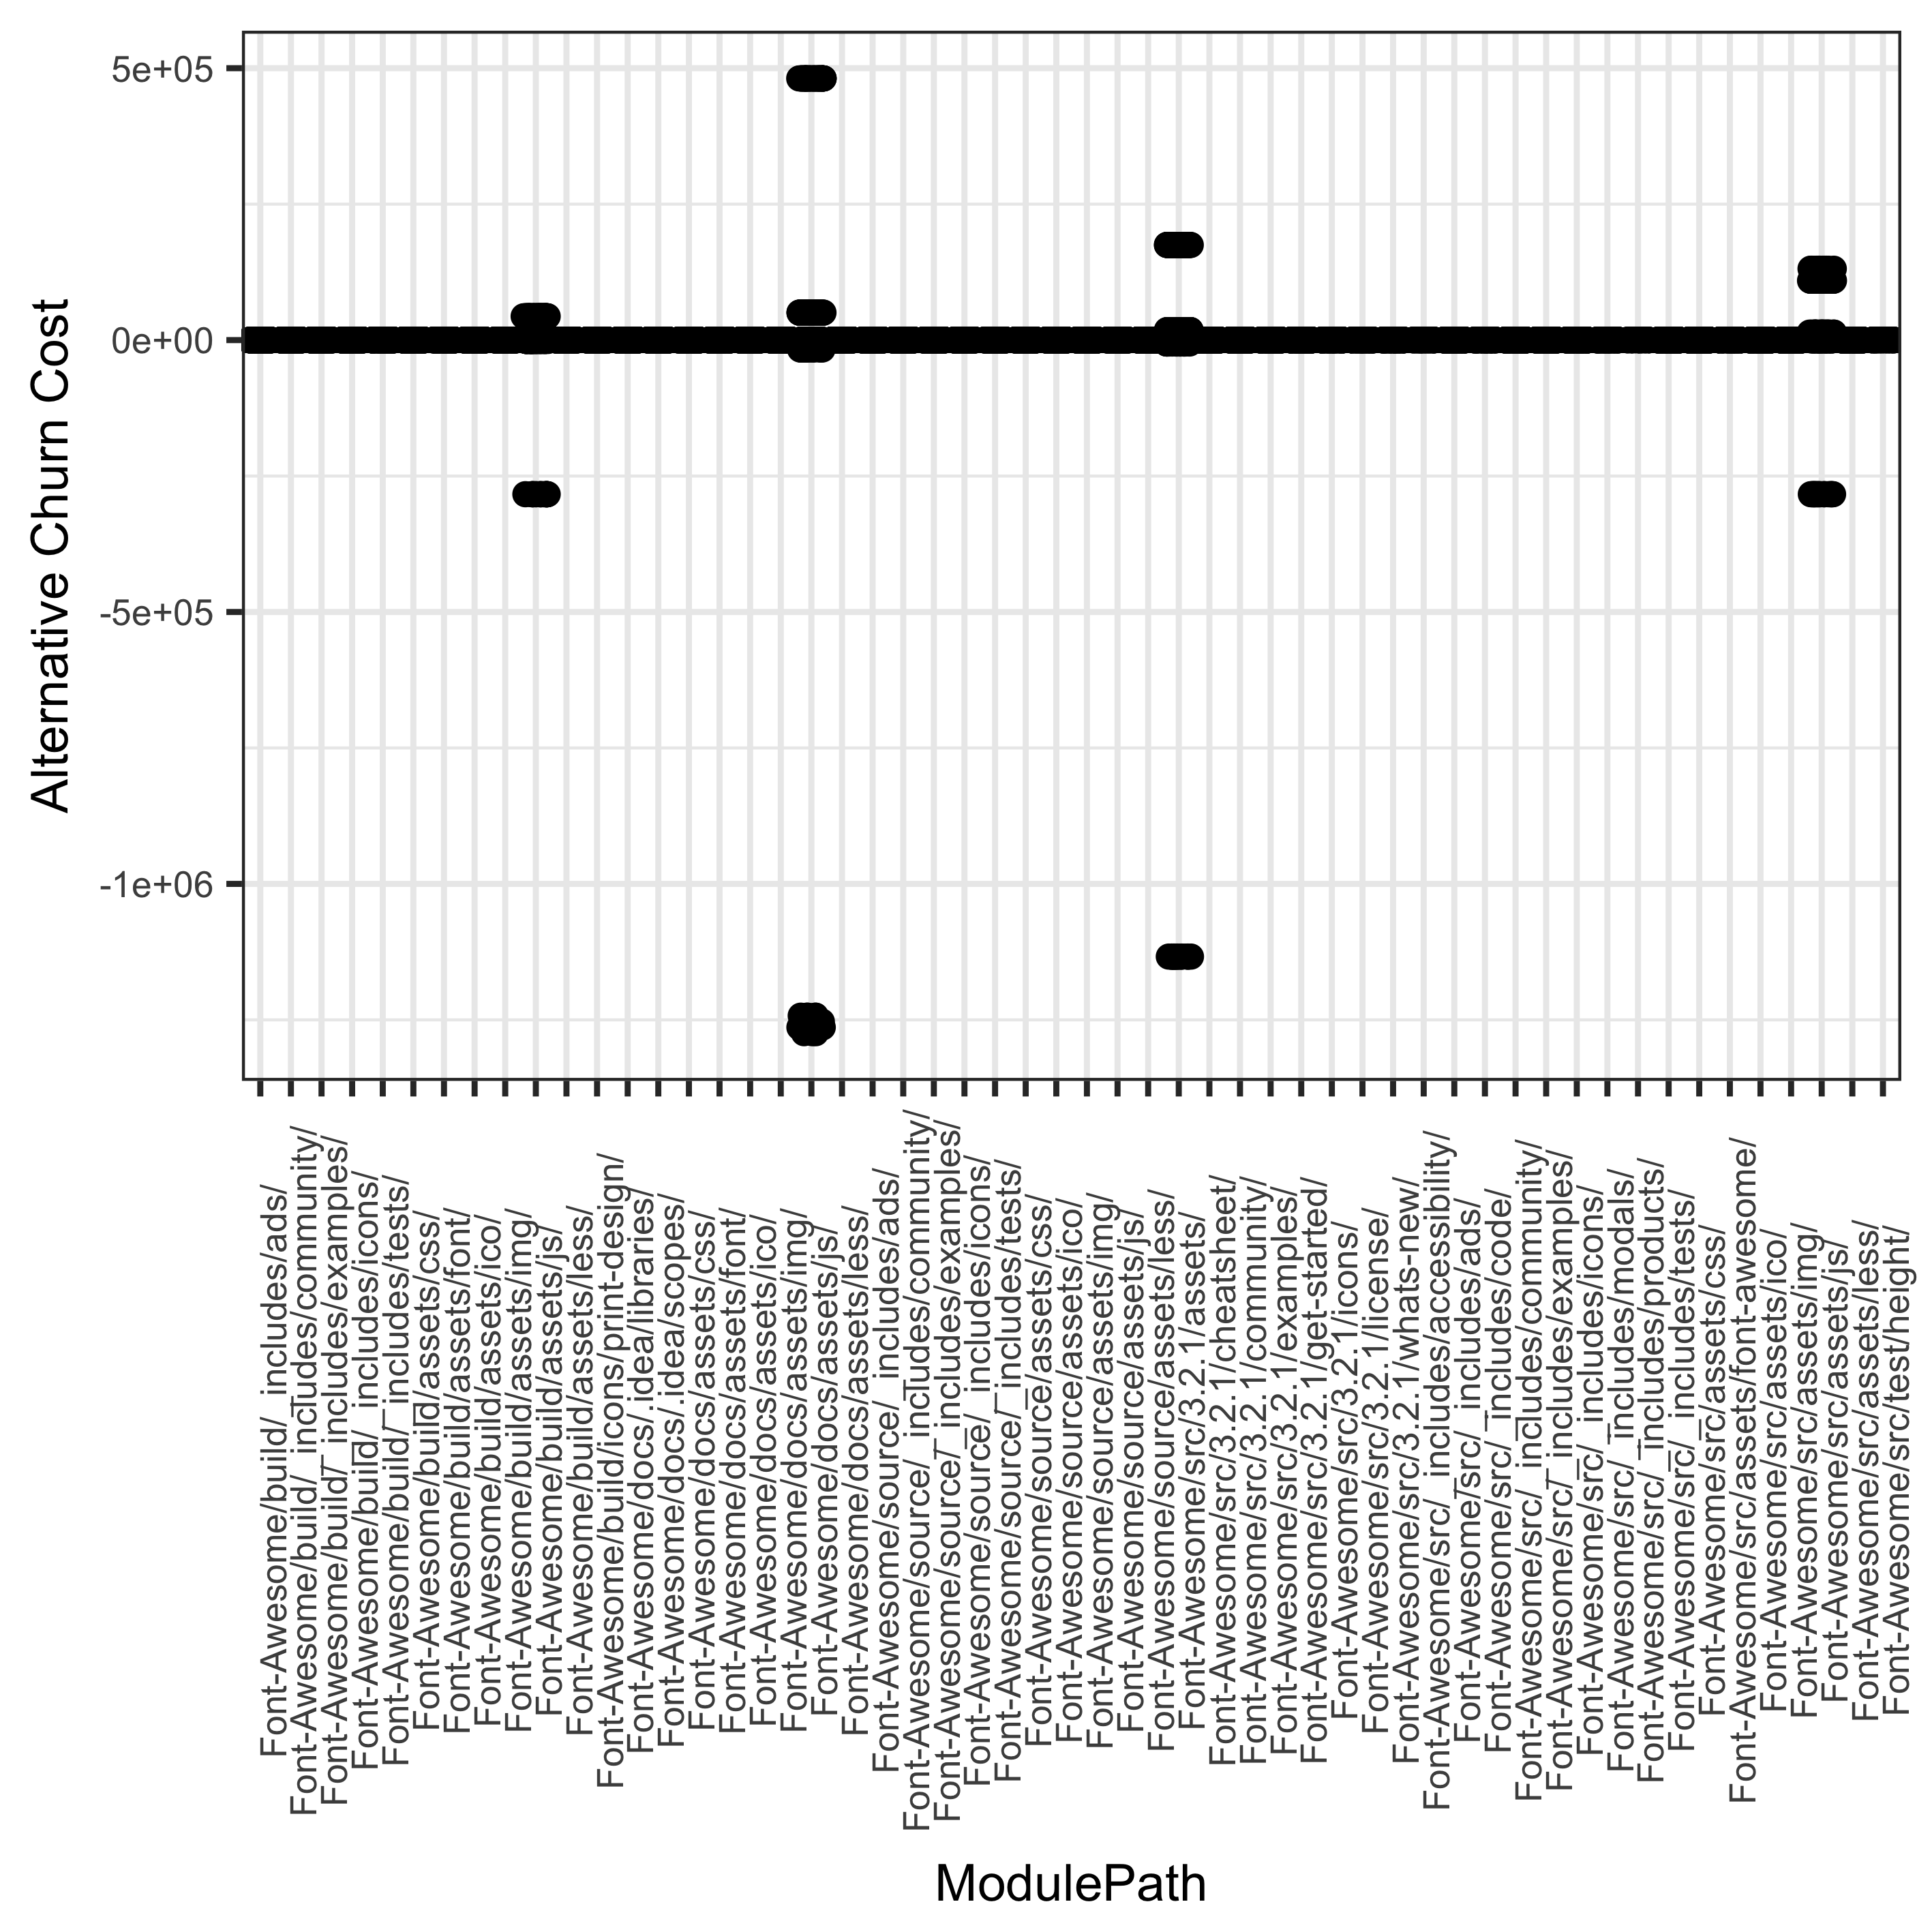 5e+05
0e+00
-5e+05
-1e+06
Alternative Churn Cost
Font-Awesome/build/_includes/ads/
Font-Awesome/build/_includes/community/
Font-Awesome/build/_includes/examples/
Font-Awesome/build/_includes/icons/
Font-Awesome/build/_includes/tests/
Font-Awesome/build/assets/css/
Font-Awesome/build/assets/font/
Font-Awesome/build/assets/ico/
Font-Awesome/build/assets/img/
Font-Awesome/build/assets/js/
Font-Awesome/build/assets/less/
Font-Awesome/build/icons/print-design/
Font-Awesome/docs/.idea/libraries/
Font-Awesome/docs/.idea/scopes/
Font-Awesome/docs/assets/css/
Font-Awesome/docs/assets/font/
Font-Awesome/docs/assets/ico/
Font-Awesome/docs/assets/img/
Font-Awesome/docs/assets/js/
Font-Awesome/docs/assets/less/
Font-Awesome/source/_includes/ads/
Font-Awesome/source/_includes/community/
Font-Awesome/source/_includes/examples/
Font-Awesome/source/_includes/icons/
Font-Awesome/source/_includes/tests/
Font-Awesome/source/assets/css/
Font-Awesome/source/assets/ico/
Font-Awesome/source/assets/img/
Font-Awesome/source/assets/js/
Font-Awesome/source/assets/less/
Font-Awesome/src/3.2.1/assets/
Font-Awesome/src/3.2.1/cheatsheet/
Font-Awesome/src/3.2.1/community/
Font-Awesome/src/3.2.1/examples/
Font-Awesome/src/3.2.1/get-started/
Font-Awesome/src/3.2.1/icons/
Font-Awesome/src/3.2.1/license/
Font-Awesome/src/3.2.1/whats-new/
Font-Awesome/src/_includes/accessibility/
Font-Awesome/src/_includes/ads/
Font-Awesome/src/_includes/code/
Font-Awesome/src/_includes/community/
Font-Awesome/src/_includes/examples/
Font-Awesome/src/_includes/icons/
Font-Awesome/src/_includes/modals/
Font-Awesome/src/_includes/products/
Font-Awesome/src/_includes/tests/
Font-Awesome/src/assets/css/
Font-Awesome/src/assets/font-awesome/
Font-Awesome/src/assets/ico/
Font-Awesome/src/assets/img/
Font-Awesome/src/assets/js/
Font-Awesome/src/assets/less/
Font-Awesome/src/test/height/
ModulePath